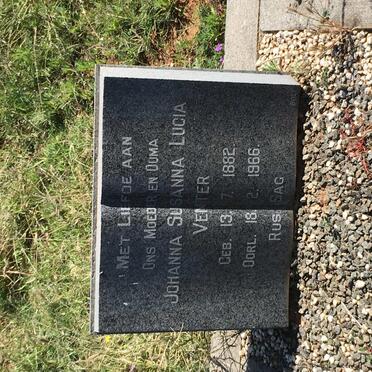 MET LIEFDE AAN
ONS MOEDER EN OUMA
JOHANNA SUSANNA LUCIA
VENTER
GEB. 13 1882
OORL. 18 2. 1966.
RUS SAG